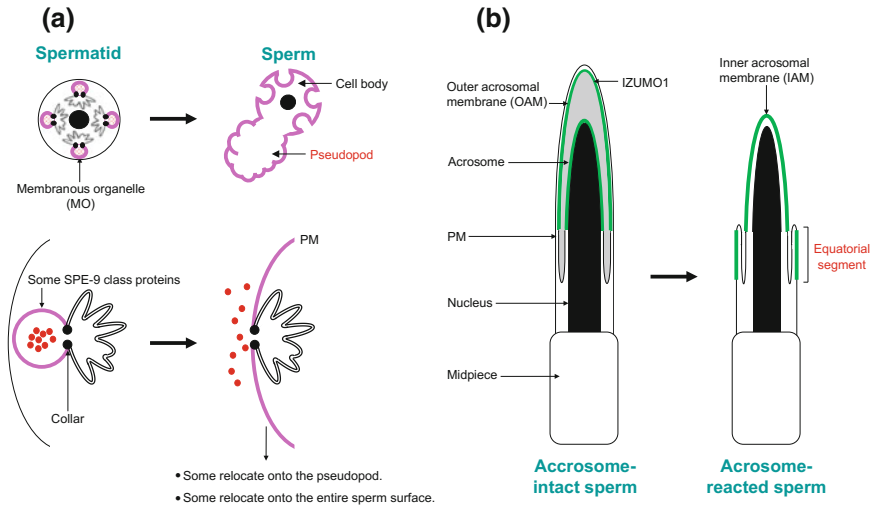 (a)
Spermatid
Sperm
Cell body
Pseudopod
Membranous organelle
(MO)
Some SPE-9 class proteins
PM
Collar
• Some relocate onto the pseudopod.
• Some relocate onto the entire sperm surface.
(b)
Outer acrosomal
membrane (OAM)
IZUMO1
Inner acrosomal
membrane (IAM)
Acrosome
PM
Equatorial
segment
Nucleus
Midpiece
Accrosome-
intact sperm
Acrosome-
reacted sperm